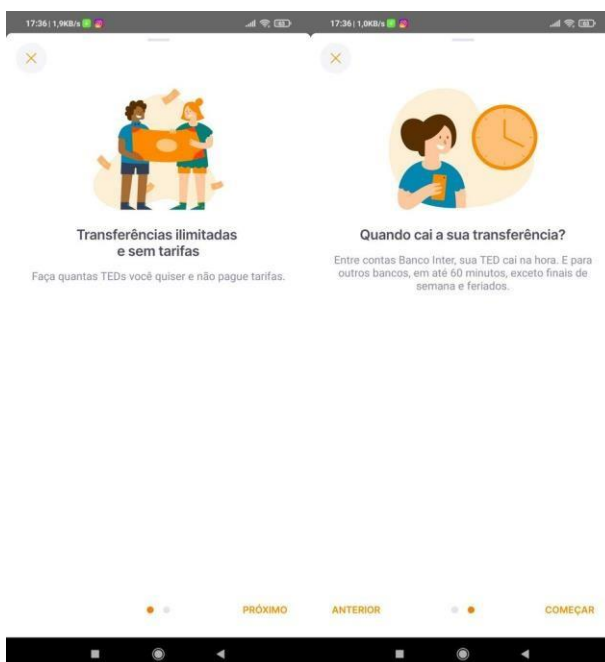 17:36 | 1,9KB/s
Transferências ilimitadas
e sem tarifas
Faça quantas TEDs você quiser e não pague tarifas.
PRÓXIMO
17:36 | 1,0KB/s
Quando cai a sua transferência?
Entre contas Banco Inter, sua TED cai na hora. E para
outros bancos, em até 60 minutos, exceto finais de
semana e feriados.
ANTERIOR
COMEÇAR